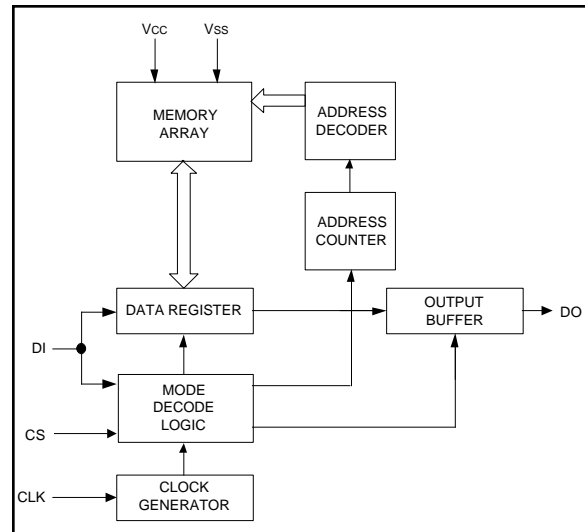 Vcc Vss
MEMORY
ARRAY
ADDRESS
DECODER
ADDRESS
COUNTER
DATA REGISTER
OUTPUT
BUFFER
DO
DI
MODE
DECODE
LOGIC
CS
CLK
CLOCK
GENERATOR